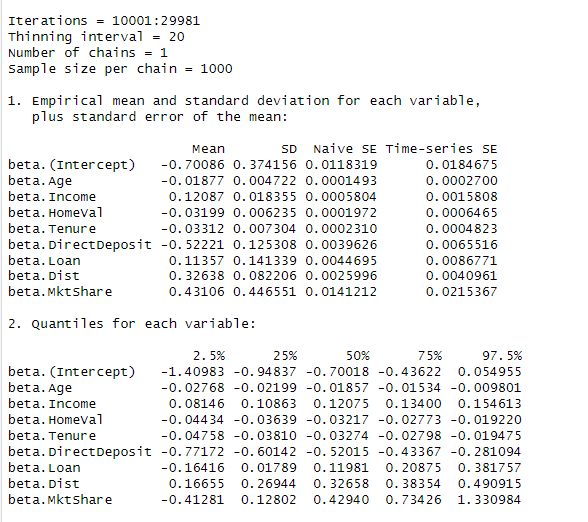 Iterations = 10001:29981
Thinning interval = 20
Number of chains = 1
Sample size per chain = 1000
1. Empirical mean and standard deviation for each variable,
plus standard error of the mean:
Mean SD Naive SE Time-series SE
beta.(Intercept) -0.70086 0.374156 0.0118319 0.0184675
beta.Age -0.01877 0.004722 0.0001493 0.0002700
beta.Income 0.12087 0.018355 0.0005804 0.0015808
beta.HomeVal -0.03199 0.006235 0.0001972 0.0006465
beta.Tenure -0.03312 0.007304 0.0002310 0.0004823
beta.DirectDeposit -0.52221 0.125308 0.0039626 0.0065516
beta.Loan 0.11357 0.141339 0.0044695 0.0086771
beta.Dist 0.32638 0.082206 0.0025996 0.0040961
beta.MktShare 0.43106 0.446551 0.0141212 0.0215367
2. Quantiles for each variable:
2.5% 25% 50% 75% 97.5%
beta.(Intercept) -1.40983 -0.94837 -0.70018 -0.43622 0.054955
beta.Age -0.02768 -0.02199 -0.01857 -0.01534 -0.009801
beta.Income 0.08146 0.10863 0.12075 0.13400 0.154613
beta.HomeVal -0.04434 -0.03639 -0.03217 -0.02773 -0.019220
beta.Tenure -0.04758 -0.03810 -0.03274 -0.02798 -0.019475
beta.DirectDeposit -0.77172 -0.60142 -0.52015 -0.43367 -0.281094
beta.Loan -0.16416 0.01789 0.11981 0.20875 0.381757
beta.Dist 0.16655 0.26944 0.32658 0.38354 0.490915
beta.MktShare -0.41281 0.12802 0.42940 0.73426 1.330984